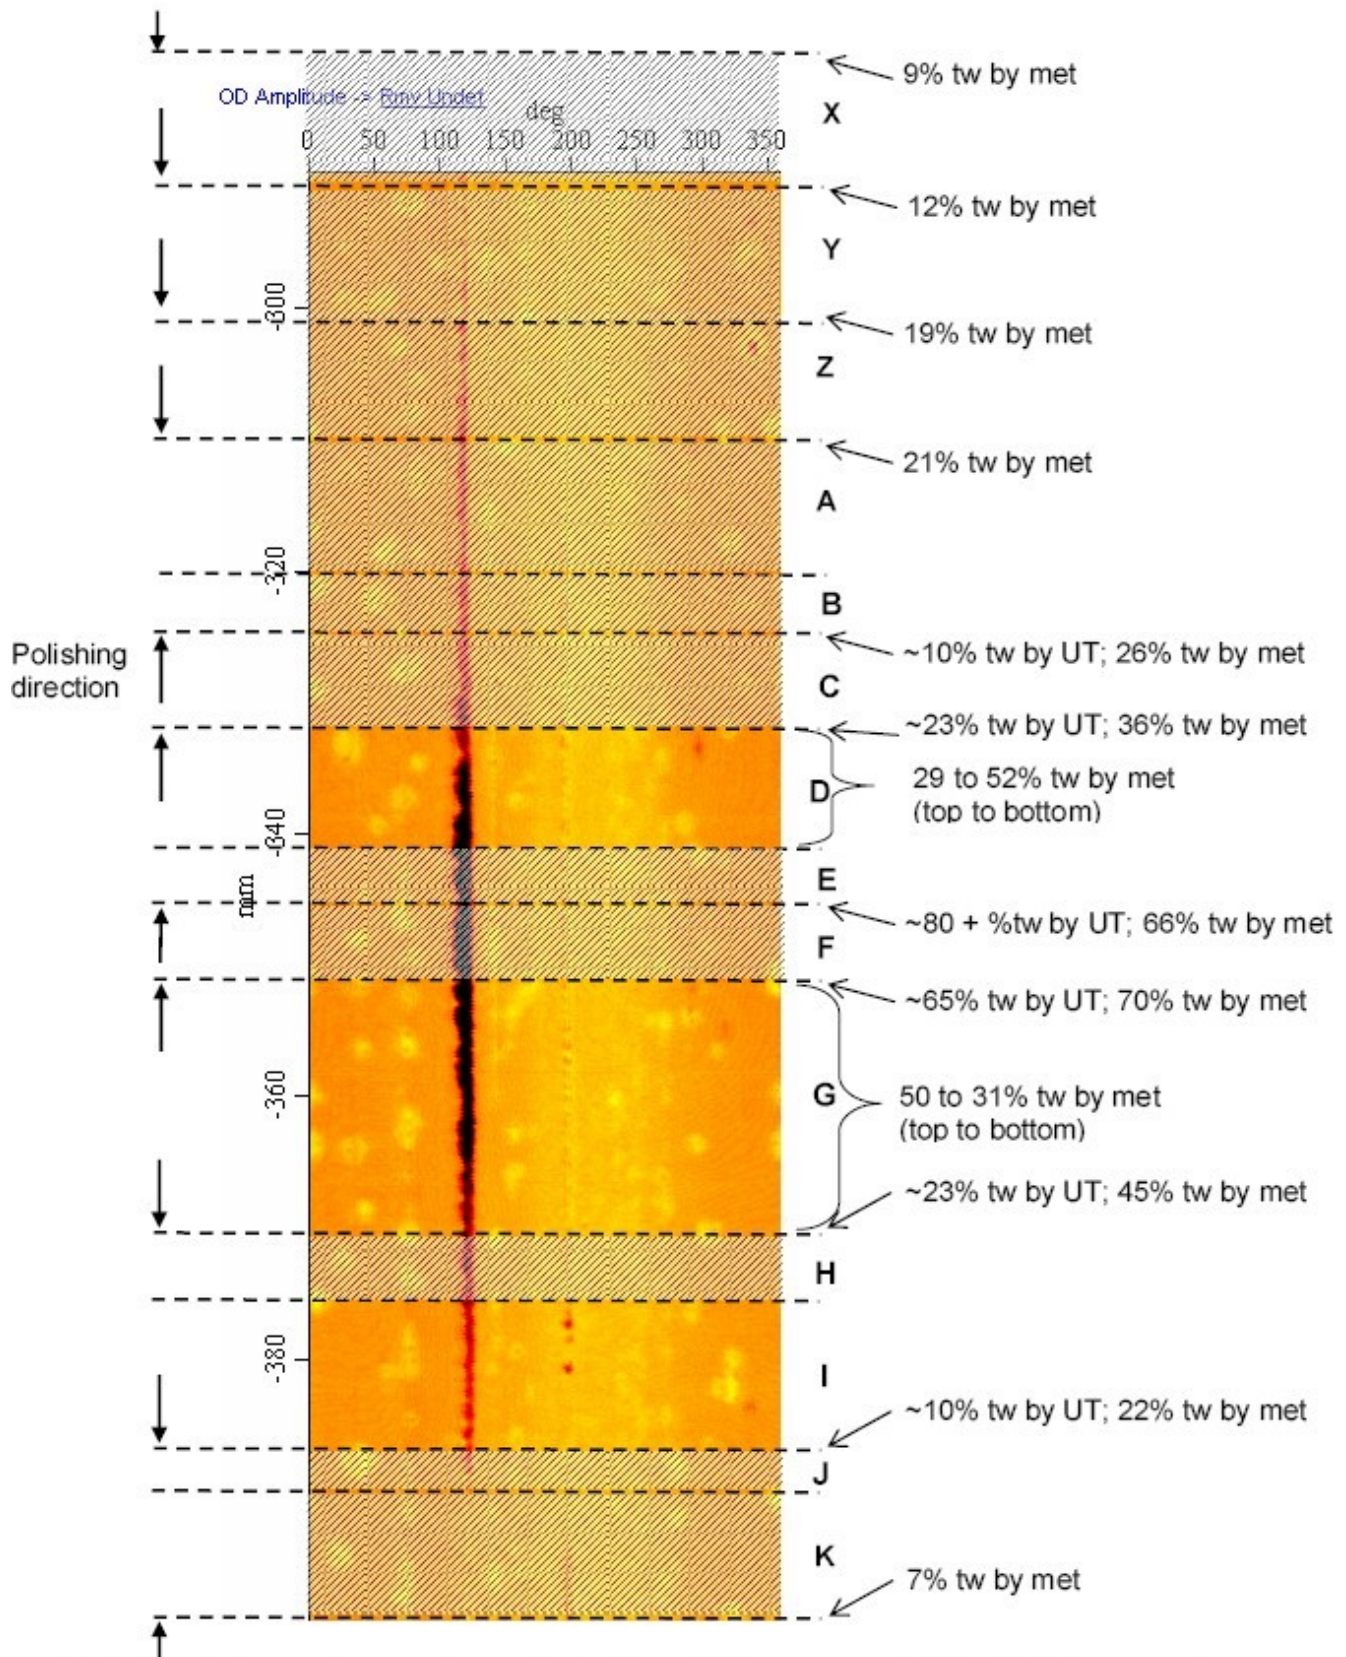 9% tw by met
X
OD Amplitude -> Rmv Undef
deg
0 50 100 150 200 250 300 350
12% tw by met
Y
-300
19% tw by met
Z
21% tw by met
A
-320
B
Polishing
direction
~10% tw by UT; 26% tw by met
C
~23% tw by UT; 36% tw by met
29 to 52% tw by met
(top to bottom)
D
-340
E
mm
~80 + %tw by UT; 66% tw by met
F
~65% tw by UT; 70% tw by met
G
-360
50 to 31% tw by met
(top to bottom)
~23% tw by UT; 45% tw by met
H
-380
I
~10% tw by UT; 22% tw by met
J
K
7% tw by met